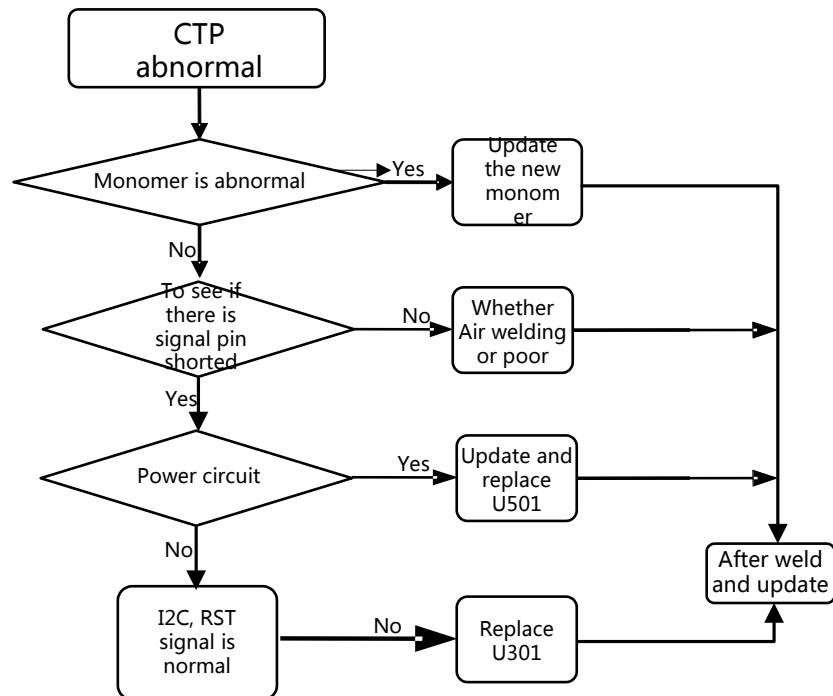 CTP
abnormal
Monomer is abnormal
Yes
Update
the new
monom
er
No
To see if
there is
signal pin
shorted
No
Whether
Air welding
or poor
Yes
Power circuit
Yes
Update and
replace
U501
No
After weld
and update
I2C, RST
signal is
normal
No
Replace
U301